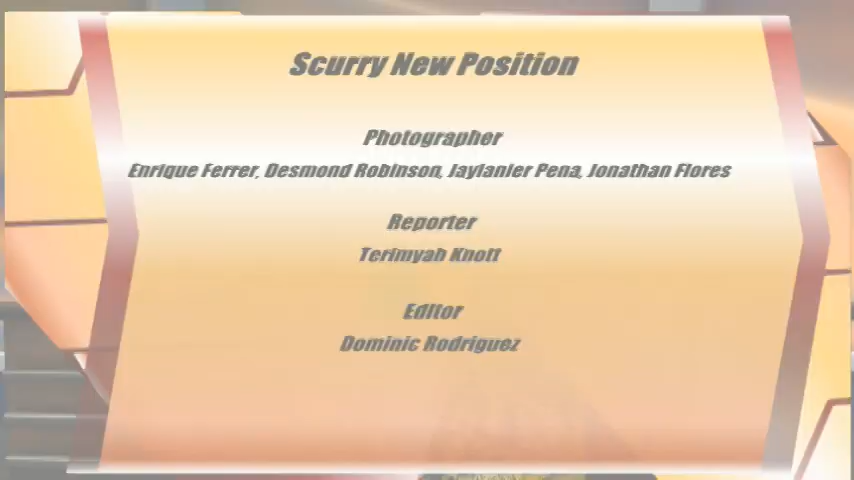 Scurry New Position
Photographer
Enrique Ferrer, Desmond Robinson, Jaylanier Pena, Jonathan Flores
Reporter
Terimyah Knott
Editor
Dominic Rodriguez